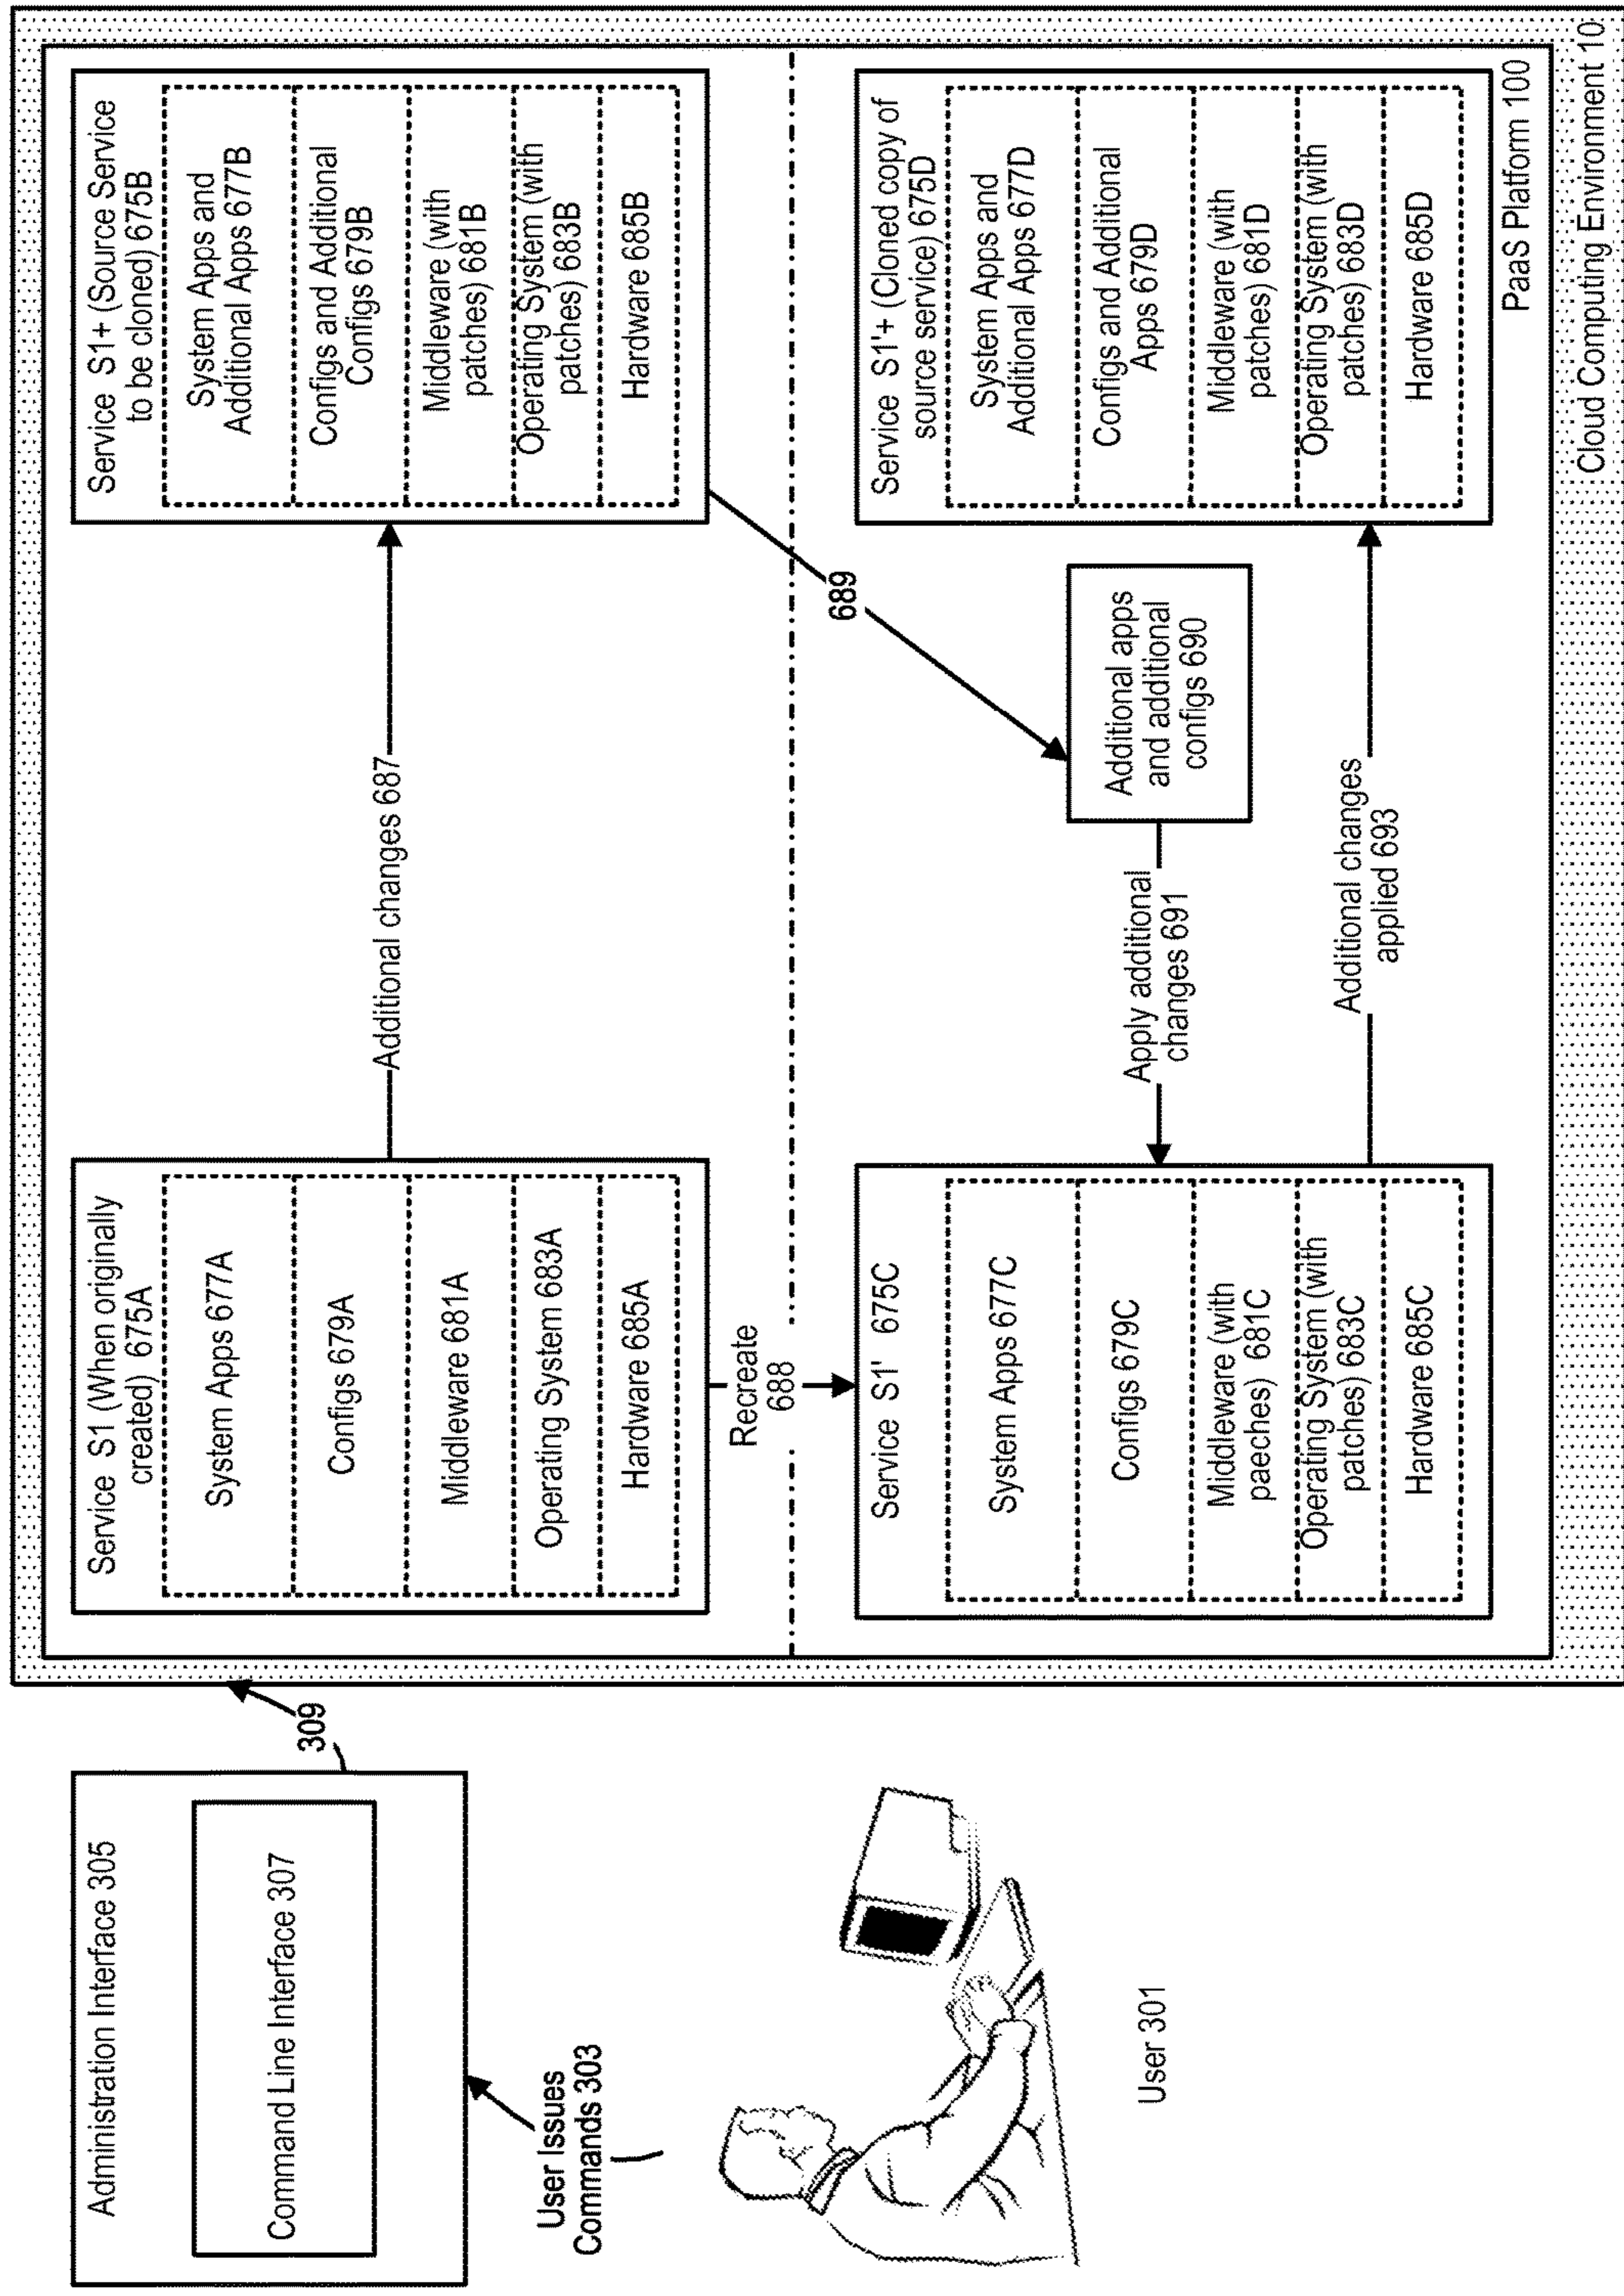 Administration Interface 305
Command Line Interface 307
User Issues
Commands 303
User 301
309
Service S1 (When originally
created) 675A
System Apps 677A
Configs 679A
Middleware 681A
Operating System 683A
Hardware 685A
Additional changes 687
Service S1+ (Source Service
to be cloned) 675B
System Apps and
Additional Apps 677B
Configs and Additional
Configs 679B
Middleware (with
patches) 681B
Operating System (with
patches) 683B
Hardware 685B
Recreate
688
689
Service S1' 675C
System Apps 677C
Configs 679C
Middleware (with
paeches) 681C
Operating System (with
patches) 683C
Hardware 685C
Apply additional
changes 691
Additional apps
and additional
configs 690
Additional changes
applied 693
Service S1'+ (Cloned copy of
source service) 675D
System Apps and
Additional Apps 677D
Configs and Additional
Apps 679D
Middleware (with
patches) 681D
Operating System (with
patches) 683D
Hardware 685D
PaaS Platform 100
Cloud Computing Environment 10